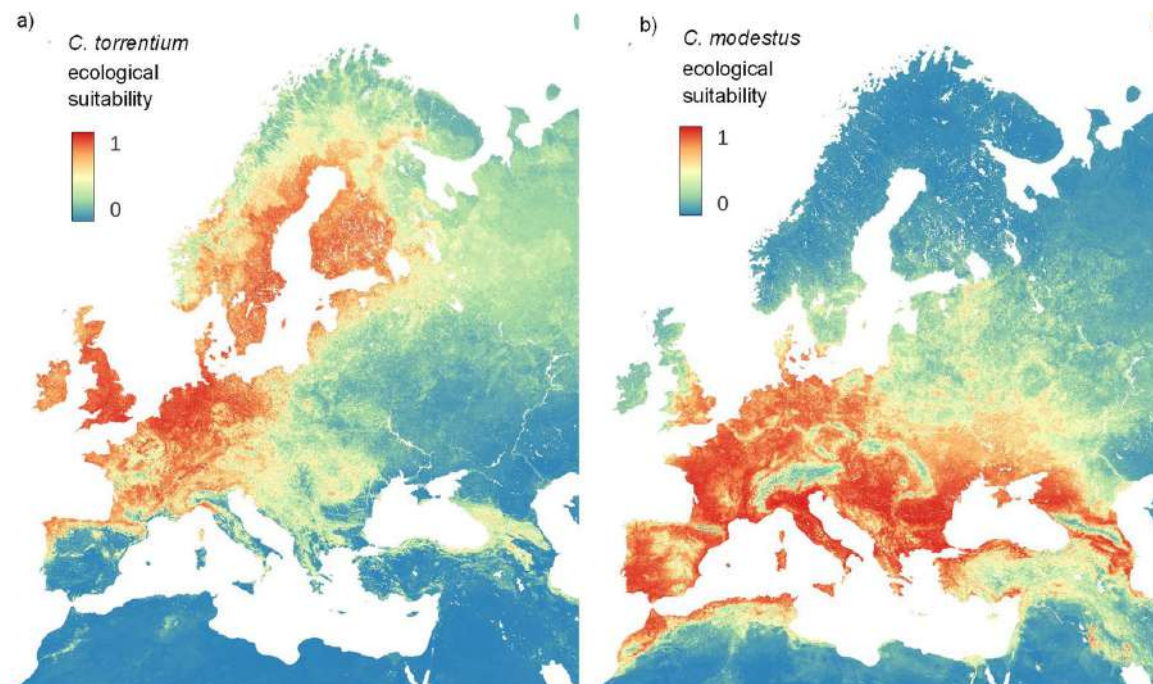 a)
C. torrentium
ecological
suitability
1
0
b)
C. modestus
ecological
suitability
1
0